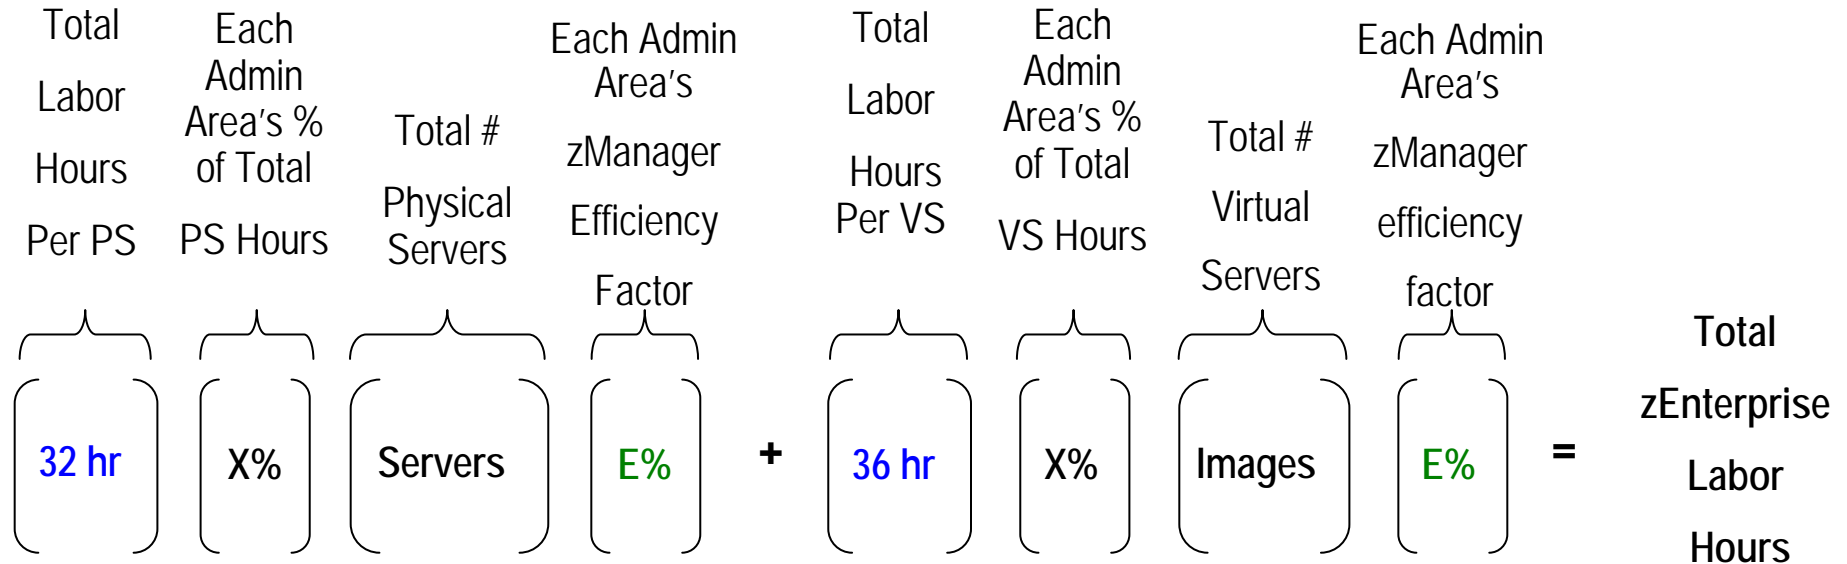 Total
Labor
Hours
Per PS
Each
Admin
Area's %
of Total
PS Hours
Total #
Physical
Servers
Each Admin
Area's
zManager
Efficiency
Factor
Total
Labor
Hours
Per VS
Each
Admin
Area's %
of Total
VS Hours
Total #
Virtual
Servers
Each Admin
Area's
zManager
efficiency
factor
32 hr
X%
Servers
E%
+
36 hr
X%
Images
E%
=
Total
zEnterprise
Labor
Hours